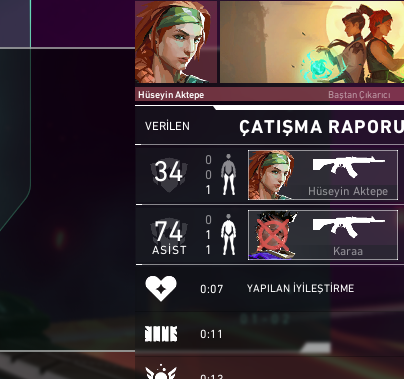 Hüseyin Aktepe Baştan Çıkarıcı
VERİLEN ÇATIŞMA RAPORU
34 0
0
1
Hüseyin Aktepe
74 0
1
1
ASİST
Karaa
0:07 YAPILAN İYİLEŞTİRME
0:11